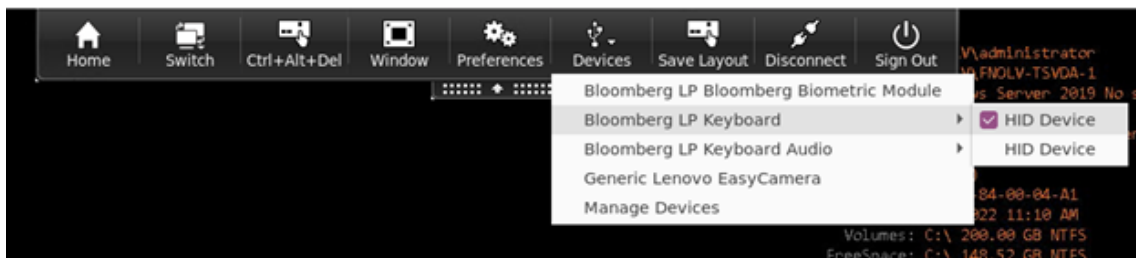 Home Switch Ctrl+Alt+Del Window Preferences Devices Save Layout Disconnect Sign Out
Bloomberg LP Bloomberg Biometric Module
Bloomberg LP Keyboard
HID Device
Bloomberg LP Keyboard Audio
HID Device
Generic Lenovo EasyCamera
Manage Devices
\administrator
FNOLV-TSVDA-1
Server 2019 No s
-84-00-04-A1
022 11:10 AM
Volumes: C:\ 200.00 GB NTFS
FreeSpace: C:\ 148.52 GB NTFS